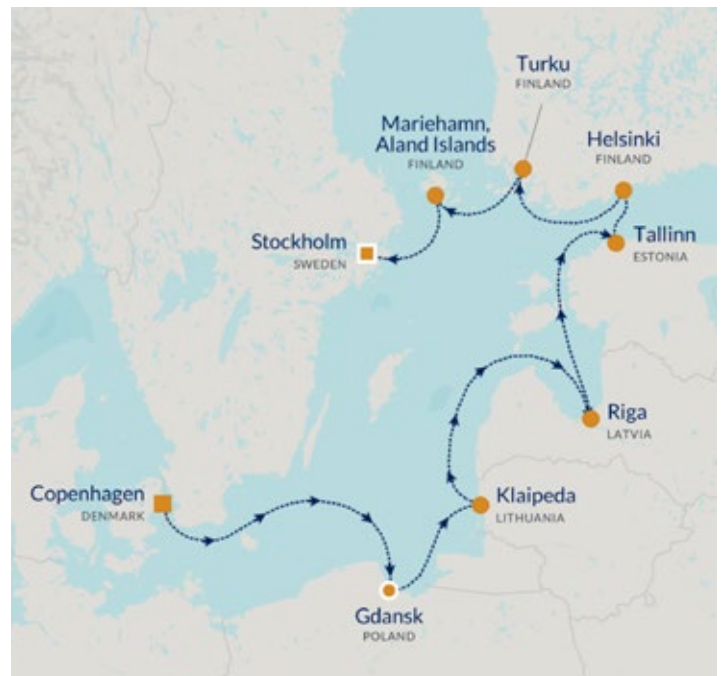 Turku
FINLAND
Mariehamn,
Aland Islands
FINLAND
Helsinki
FINLAND
Stockholm
SWEDEN
Tallinn
ESTONIA
Riga
LATVIA
Copenhagen
DENMARK
Klaipeda
LITHUANIA
Gdansk
POLAND